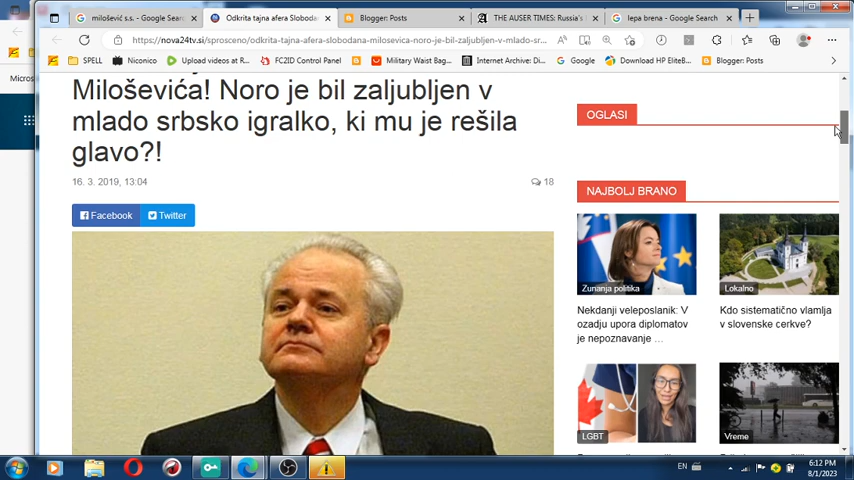 milošević s.s. - Google Searc
Odkrita tajna afera Slobodan
Blogger: Posts
THE AUSER TIMES: Russia's
lepa brena - Google Search
https://nova24tv.si/sprosceno/odkrita-tajna-afera-slobodana-milosevica-noro-je-bil-zaljubljen-v-mlado-sr...
SPELL
Niconico
Upload videos at R...
FC2ID Control Panel
Military Waist Bag...
Internet Archive: Di...
Google
Download HP EliteB...
Blogger: Posts
Micros
Miloševića! Noro je bil zaljubljen v
mlado srbsko igralko, ki mu je rešila
glavo?!
16. 3. 2019, 13:04
18
Facebook
Twitter
OGLASI
NAJBOLJ BRANO
Zunanja politika
Nekdanji veleposlanik: V
ozadju upora diplomatov
je nepoznavanje ...
Lokalno
Kdo sistematično vlamlja
v slovenske cerkve?
LGBT
Vreme
EN
6:12 PM
8/1/2023